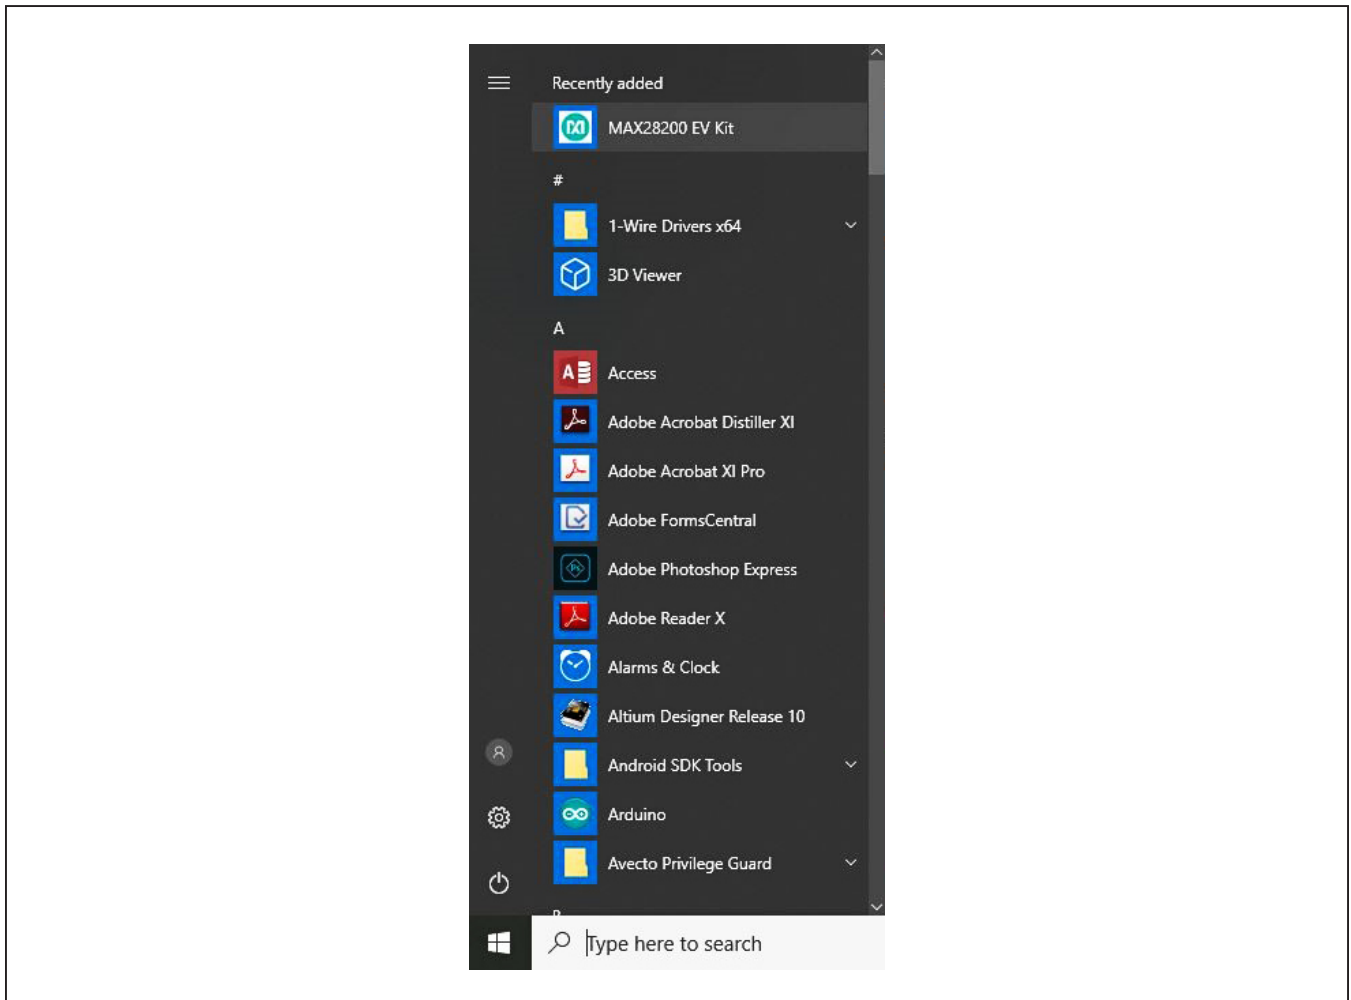 Recently added
MAX28200 EV Kit
#
1-Wire Drivers x64
3D Viewer
A
Access
Adobe Acrobat Distiller XI
Adobe Acrobat XI Pro
Adobe FormsCentral
Adobe Photoshop Express
Adobe Reader X
Alarms & Clock
Altium Designer Release 10
Android SDK Tools
Arduino
Avecto Privilege Guard
Type here to search